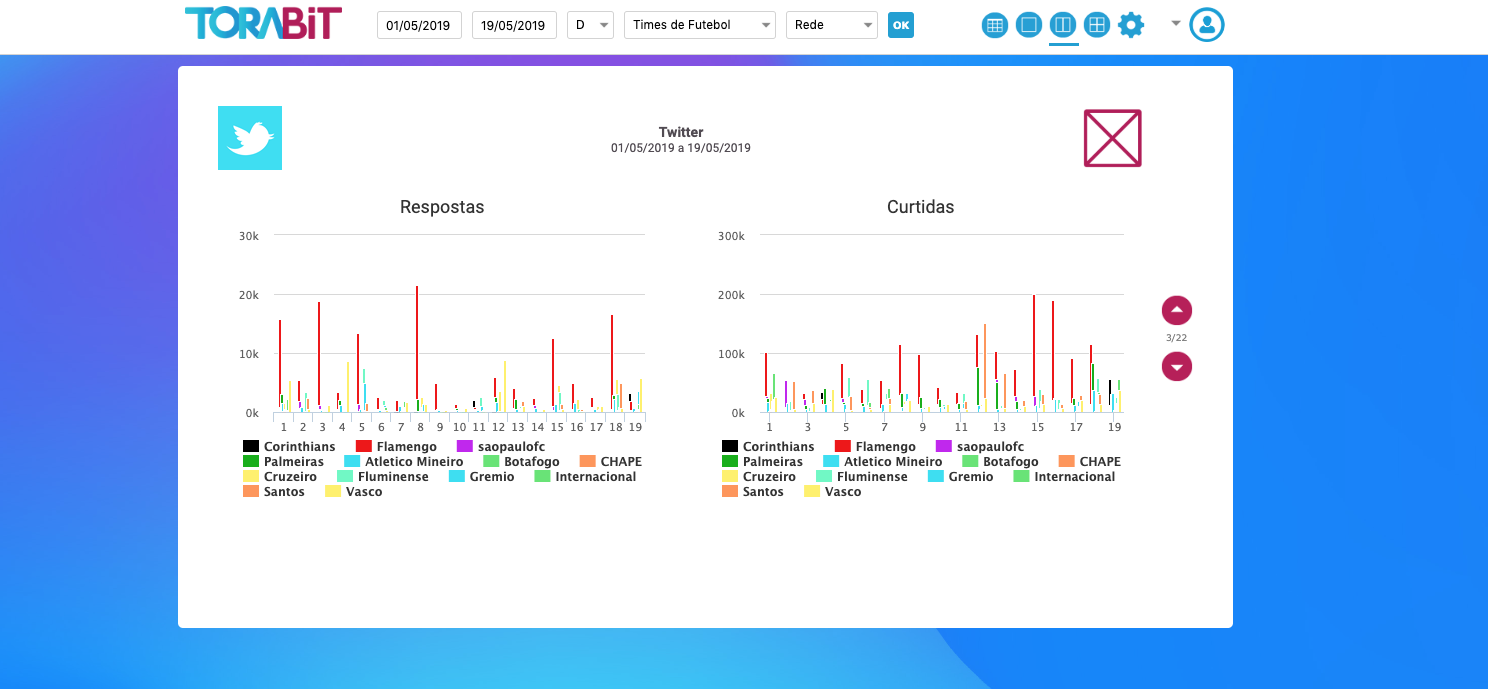 TORABiT 01/05/2019 19/05/2019 D Times de Futebol Rede OK
Twitter
01/05/2019 a 19/05/2019
Respostas
30k
20k
10k
0k
1 2 3 4 5 6 7 8 9 10 11 12 13 14 15 16 17 18 19
Corinthians Flamengo saopaulofc
Palmeiras Atletico Mineiro Botafogo CHAPE
Cruzeiro Fluminense Gremio Internacional
Santos Vasco
Curtidas
300k
200k
100k
0k
1 3 5 7 9 11 13 15 17 19
Corinthians Flamengo saopaulofc
Palmeiras Atletico Mineiro Botafogo CHAPE
Cruzeiro Fluminense Gremio Internacional
Santos Vasco
3/22